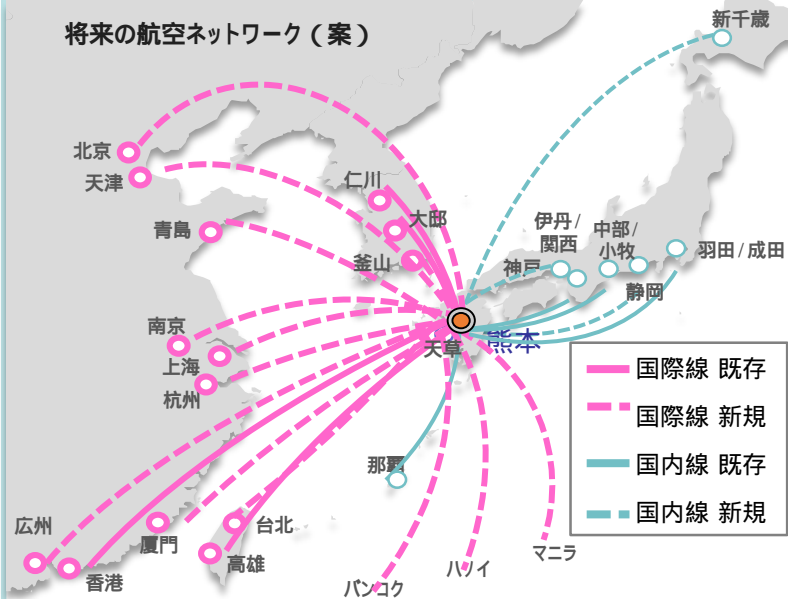 将来の航空ネットワーク（案）
新千歳
北京
天津
仁川
大邸
青島
釜山
伊丹/
関西
中部/
小牧
神戸
羽田/成田
静岡
南京
上海
杭州
天草
熊本
国際線 既存
国際線 新規
国内線 既存
国内線 新規
那覇
広州
厦門
台北
香港
高雄
バンコク
ハノイ
マニラ